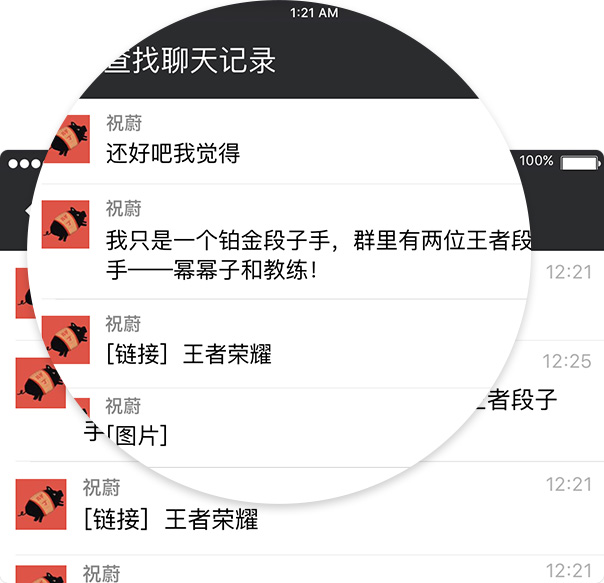 1:21 AM
查找聊天记录
祝蔚
还好吧我觉得
100%
祝蔚
我只是一个铂金段子手，群里有两位王者段
手——幂幂子和教练！
12:21
祝蔚
[链接] 王者荣耀
12:25
祝蔚
王者段子
手[图片]
祝蔚
12:21
[链接] 王者荣耀
祝蔚
12:21